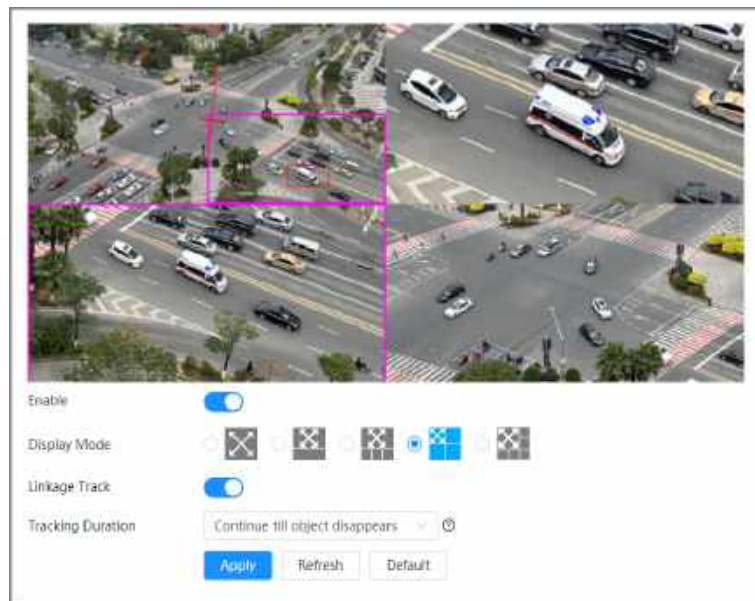 Enable
Display Mode
Linkage Track
Tracking Duration Continue till object disappears
Apply Refresh Default